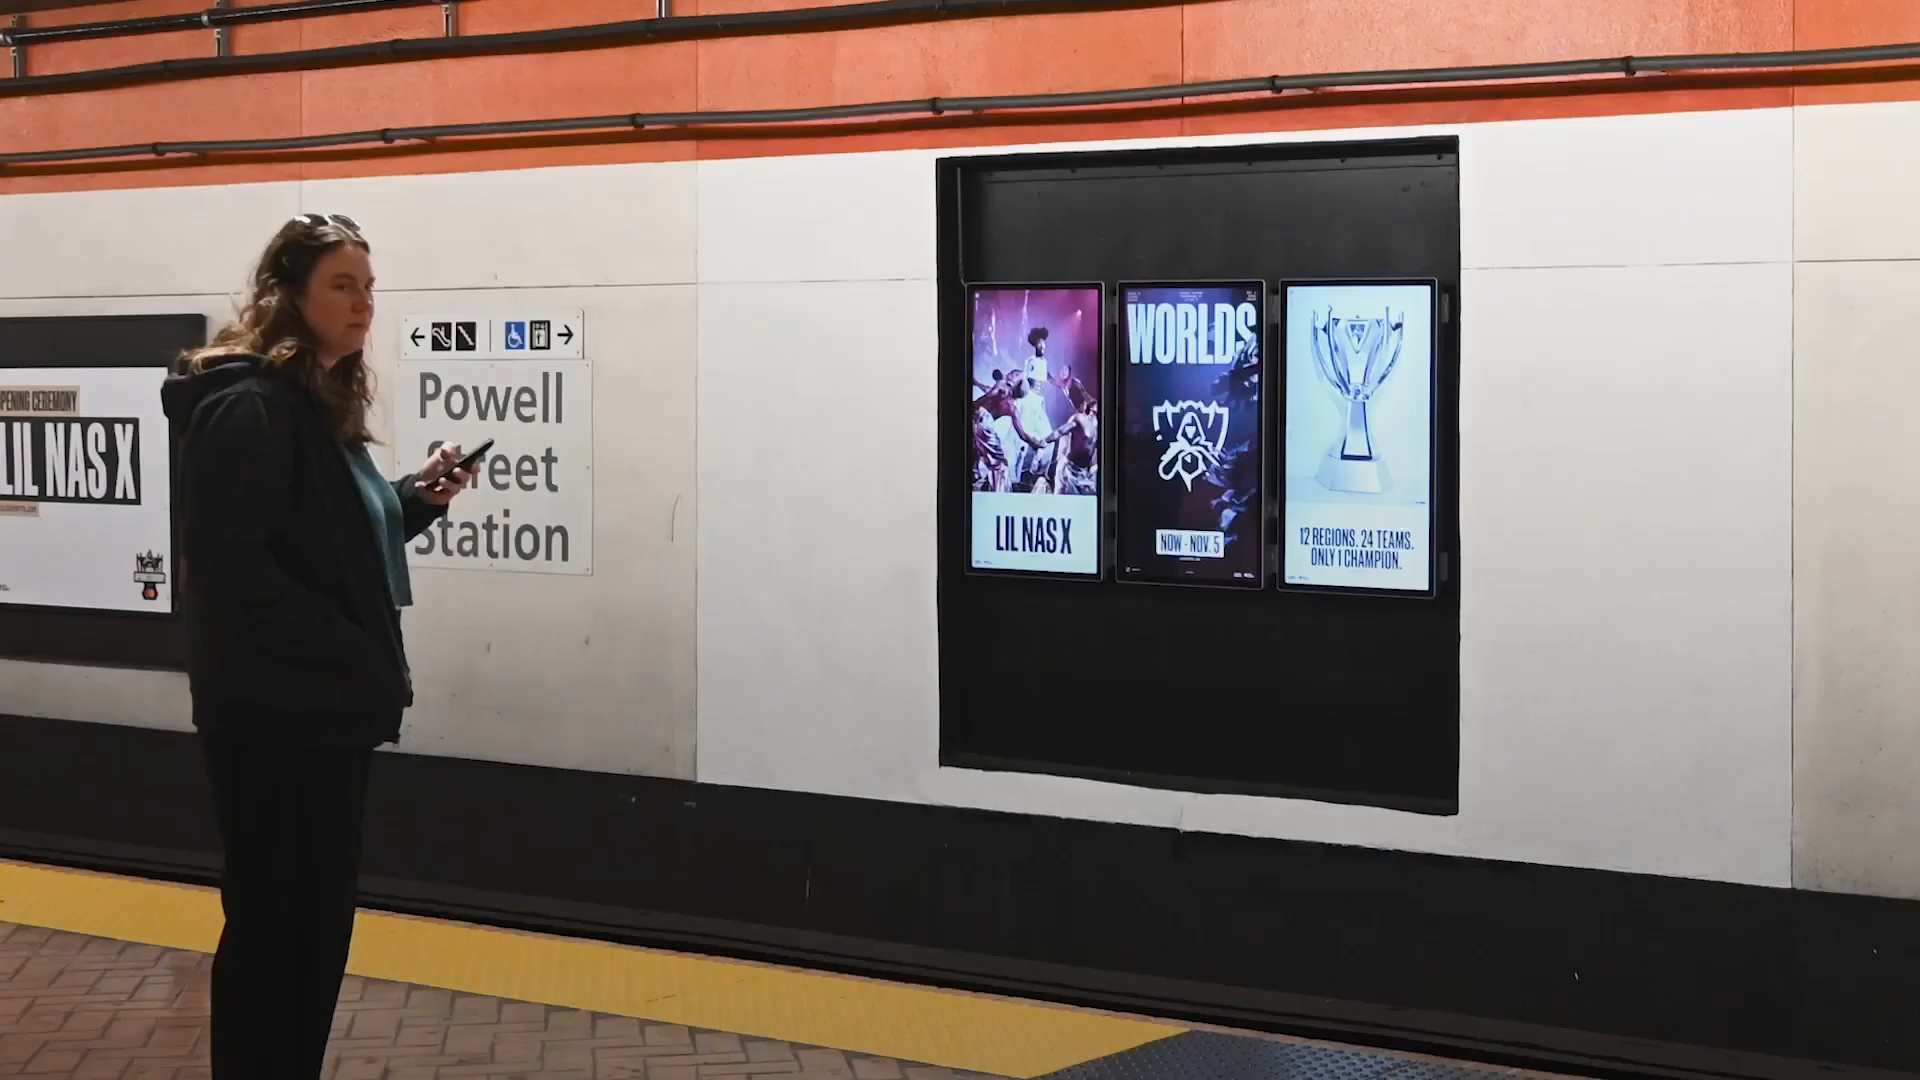 OPENING CEREMONY
LIL NAS X
Powell
Street
Station
LIL NAS X
WORLDS
NOW - NOV. 5
12 REGIONS. 24 TEAMS.
ONLY 1 CHAMPION.